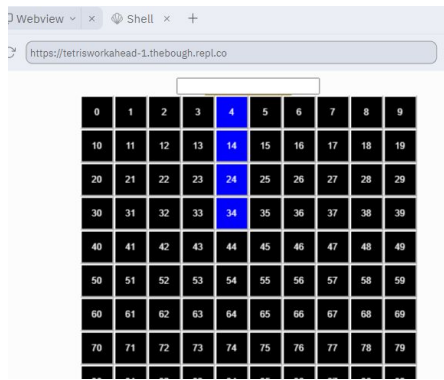 Webview
Shell
https://tetrisworkahead-1.thebough.repl.co
0 1 2 3 4 5 6 7 8 9
10 11 12 13 14 15 16 17 18 19
20 21 22 23 24 25 26 27 28 29
30 31 32 33 34 35 36 37 38 39
40 41 42 43 44 45 46 47 48 49
50 51 52 53 54 55 56 57 58 59
60 61 62 63 64 65 66 67 68 69
70 71 72 73 74 75 76 77 78 79